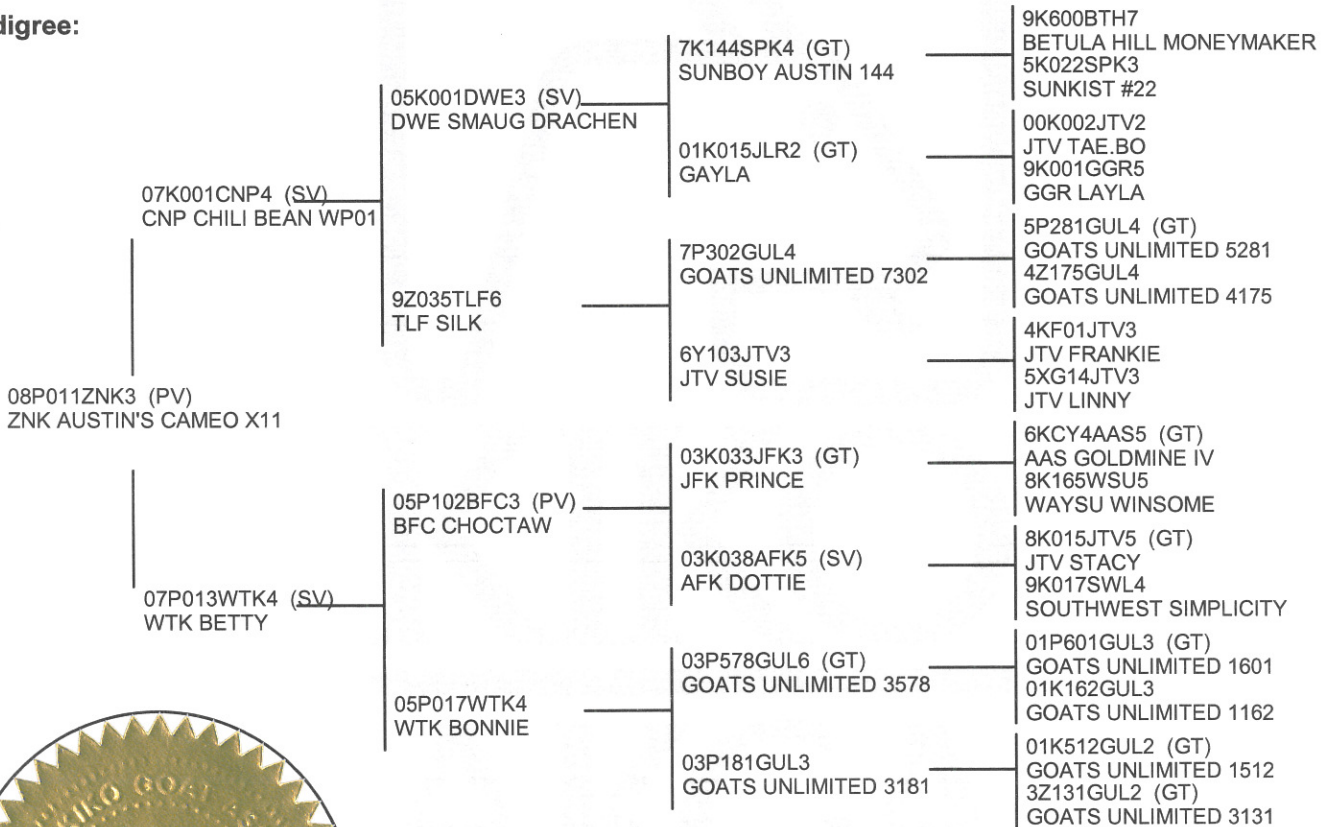 digree:
08P011ZNK3 (PV)
ZNK AUSTIN'S CAMEO X11
07K001CNP4 (SV)
CNP CHILI BEAN WP01
07P013WTK4 (SV)
WTK BETTY
05K001DWE3 (SV)
DWE SMAUG DRACHEN
9Z035TLF6
TLF SILK
05P102BFC3 (PV)
BFC CHOCTAW
05P017WTK4
WTK BONNIE
7K144SPK4 (GT)
SUNBOY AUSTIN 144
01K015JLR2 (GT)
GAYLA
7P302GUL4
GOATS UNLIMITED 7302
6Y103JTV3
JTV SUSIE
03K033JFK3 (GT)
JFK PRINCE
03K038AFK5 (SV)
AFK DOTTIE
03P578GUL6 (GT)
GOATS UNLIMITED 3578
03P181GUL3
GOATS UNLIMITED 3181
9K600BTH7
BETULA HILL MONEYMAKER
5K022SPK3
SUNKIST #22
00K002JTV2
JTV TAE.BO
9K001GGR5
GGR LAYLA
5P281GUL4 (GT)
GOATS UNLIMITED 5281
4Z175GUL4
GOATS UNLIMITED 4175
4KF01JTV3
JTV FRANKIE
5XG14JTV3
JTV LINNY
6KCY4AAS5 (GT)
AAS GOLDMINE IV
8K165WSU5
WAYSU WINSOME
8K015JTV5 (GT)
JTV STACY
9K017SWL4
SOUTHWEST SIMPLICITY
01P601GUL3 (GT)
GOATS UNLIMITED 1601
01K162GUL3
GOATS UNLIMITED 1162
01K512GUL2 (GT)
GOATS UNLIMITED 1512
3Z131GUL2 (GT)
GOATS UNLIMITED 3131
IKO GOAT AS